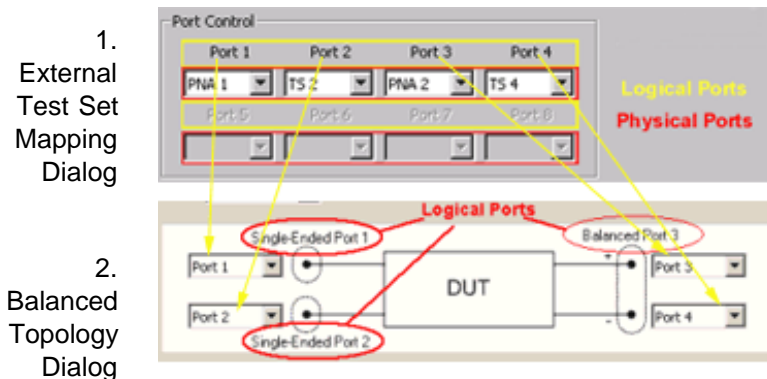 1.
External
Test Set
Mapping
Dialog
Port Control
Port 1 Port 2 Port 3 Port 4
PNA 1 TS 2 PNA 2 TS 4
Port 5 Port 6 Port 7 Port 8
Logical Ports
Physical Ports
2.
Balanced
Topology
Dialog
Logical Ports
Single-Ended Port 1 Balanced Port 3
Port 1 + Port 3
DUT
Port 2 - Port 4
Single-Ended Port 2